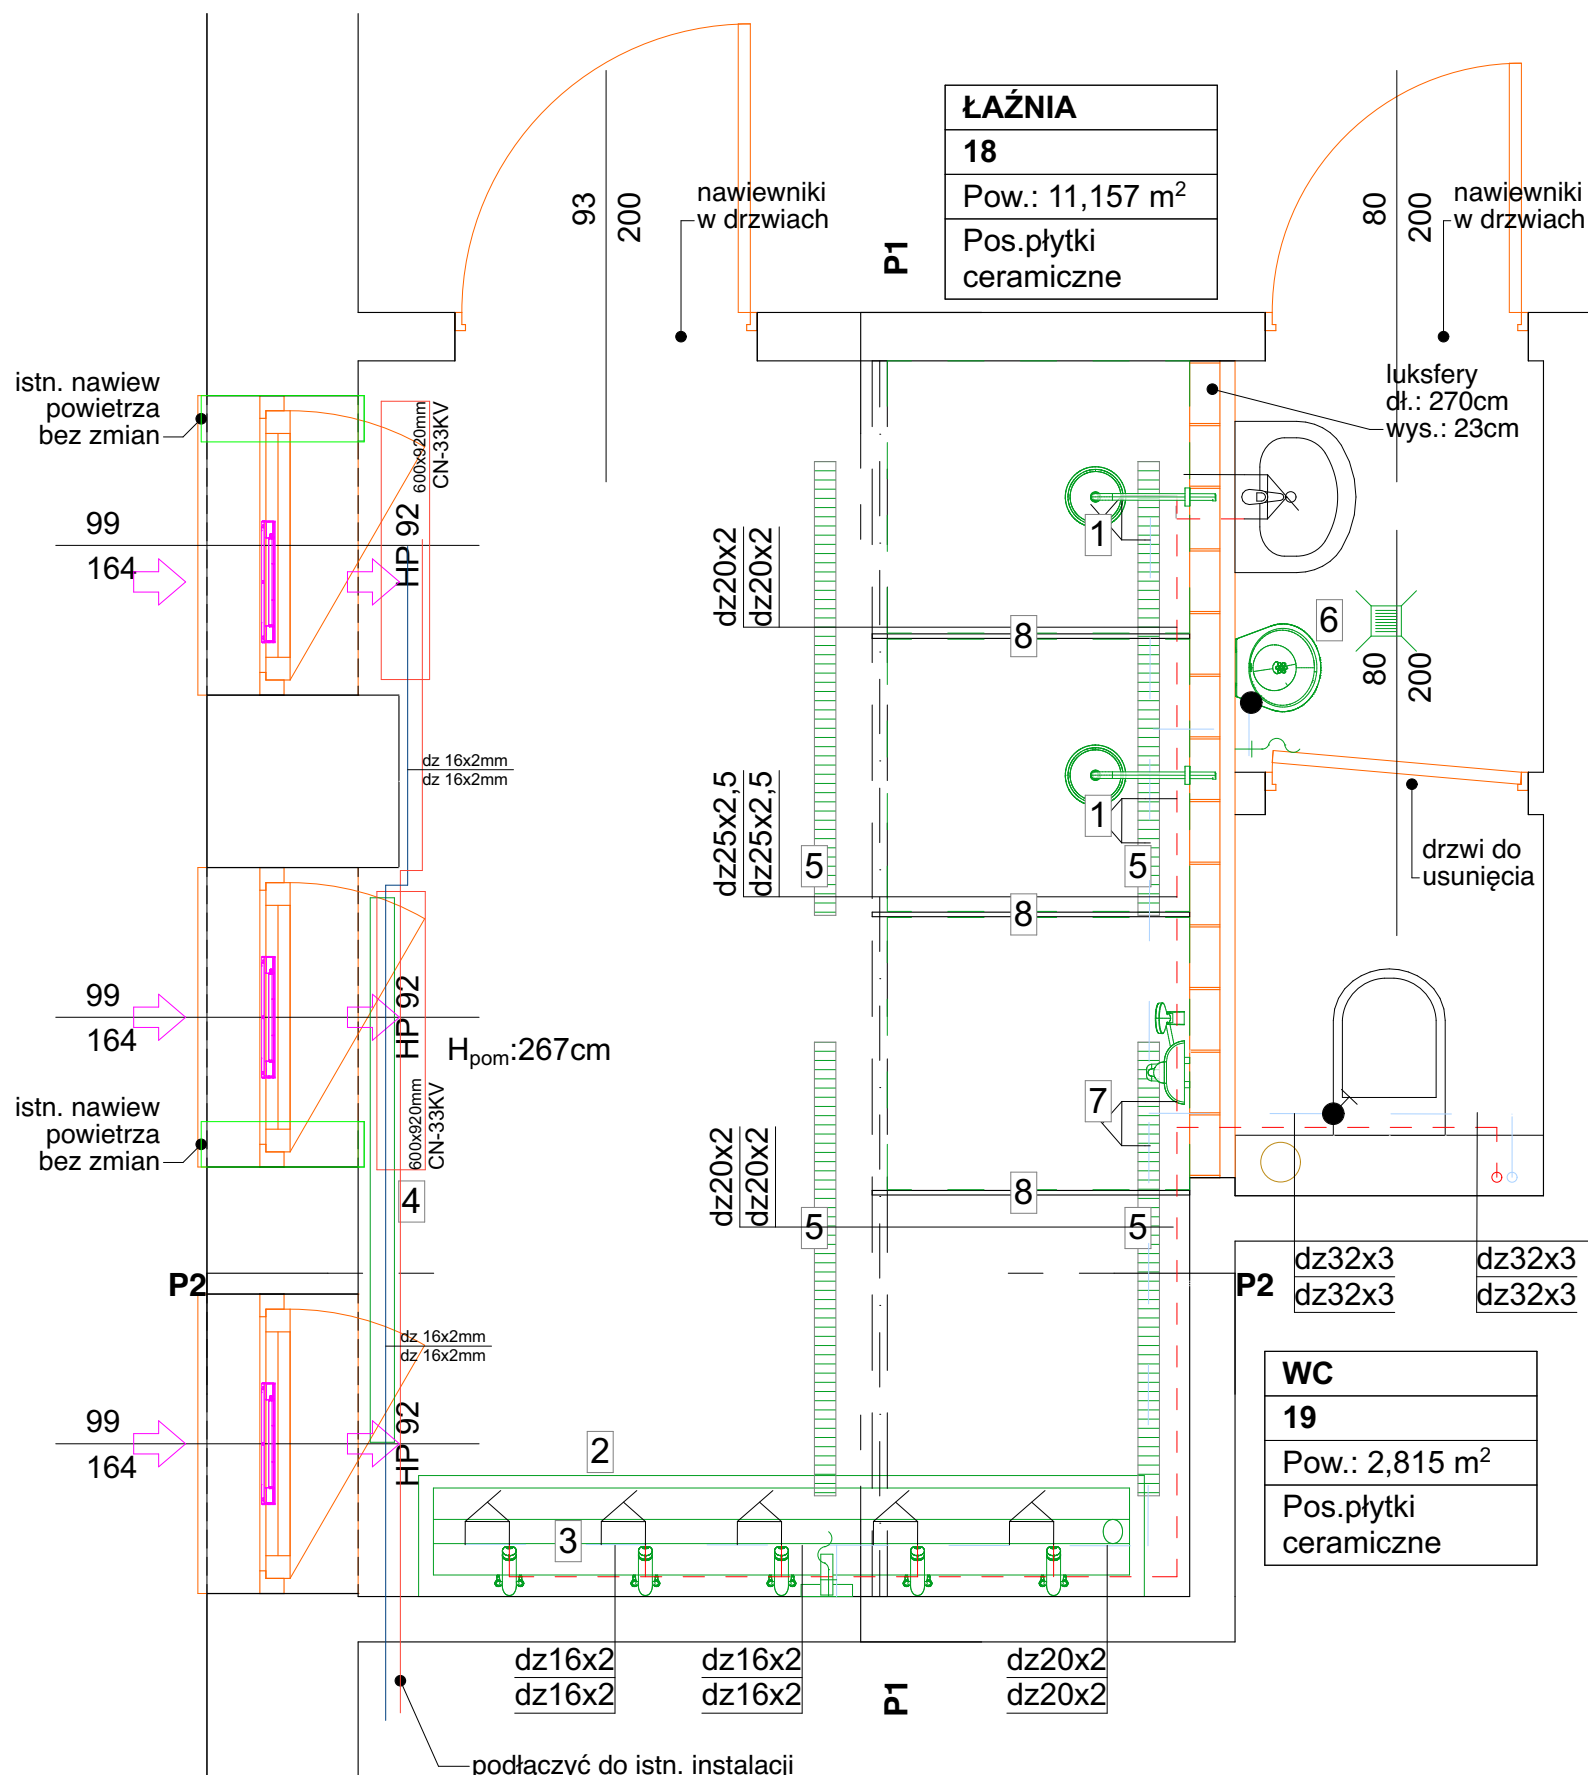 ŁAŹNIA
18
Pow.: 11,157 m²
Pos.płytki
ceramiczne
93
200
nawiewniki
w drzwiach
P1
80
200
nawiewniki
w drzwiach
istn. nawiew
powietrza
bez zmian
luksfery
dł.: 270cm
wys.: 23cm
600x920mm
CN-33KV
HP 92
99
164
dz20x2
dz20x2
1
8
6
80
200
dz 16x2mm
dz 16x2mm
dz25x2,5
dz25x2,5
1
5
5
8
drzwi do
usunięcia
99
164
HP 92
Hpom:267cm
600x920mm
CN-33KV
istn. nawiew
powietrza
bez zmian
7
4
dz20x2
dz20x2
8
5
5
P2
P2
dz32x3
dz32x3
dz32x3
dz32x3
dz 16x2mm
dz 16x2mm
WC
19
Pow.: 2,815 m²
Pos.płytki
ceramiczne
99
164
HP 92
2
3
dz16x2
dz16x2
dz16x2
dz16x2
dz20x2
dz20x2
P1
podłączyć do istn. instalacji